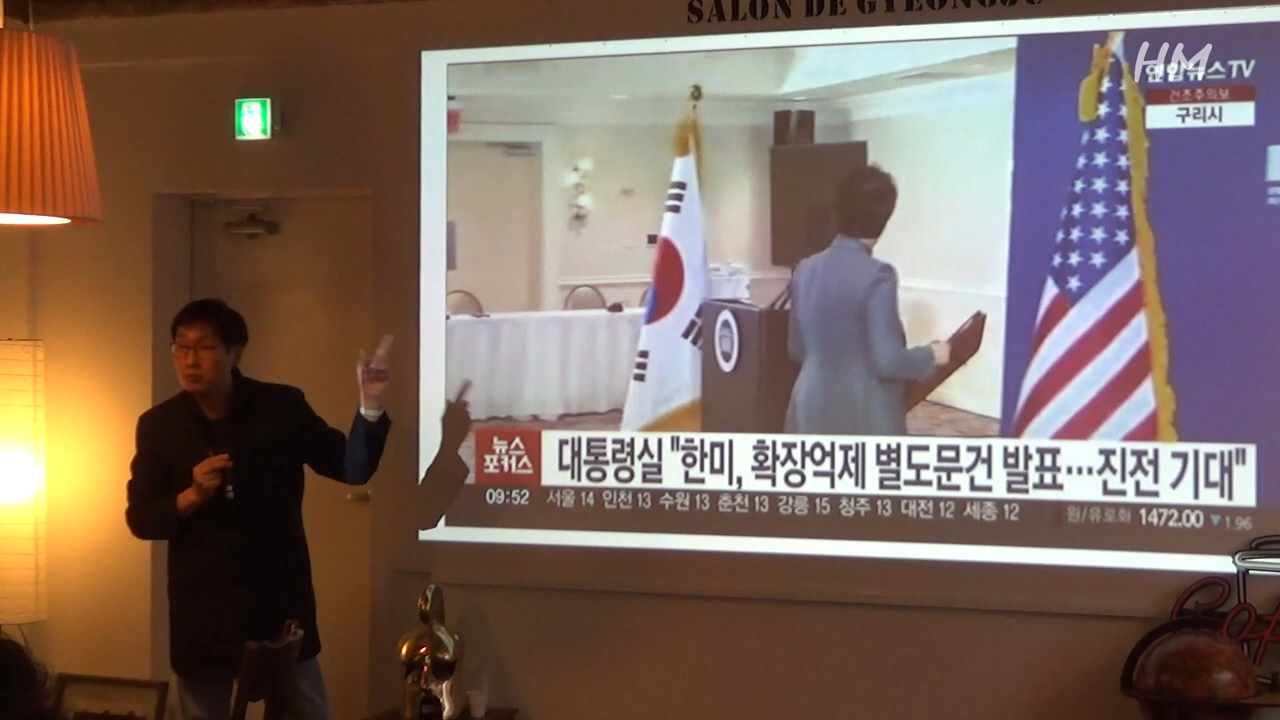 SALON DE GYEONGJU
HM
연합뉴스TV
건조주의보
구리시
뉴스
포커스
대통령실 "한미, 확장억제 별도문건 발표…진전 기대"
09:52 서울 14 인천 13 수원 13 춘천 13 강릉 15 청주 13 대전 12 세종 12
원/유로화 1472.00 ▼1.96